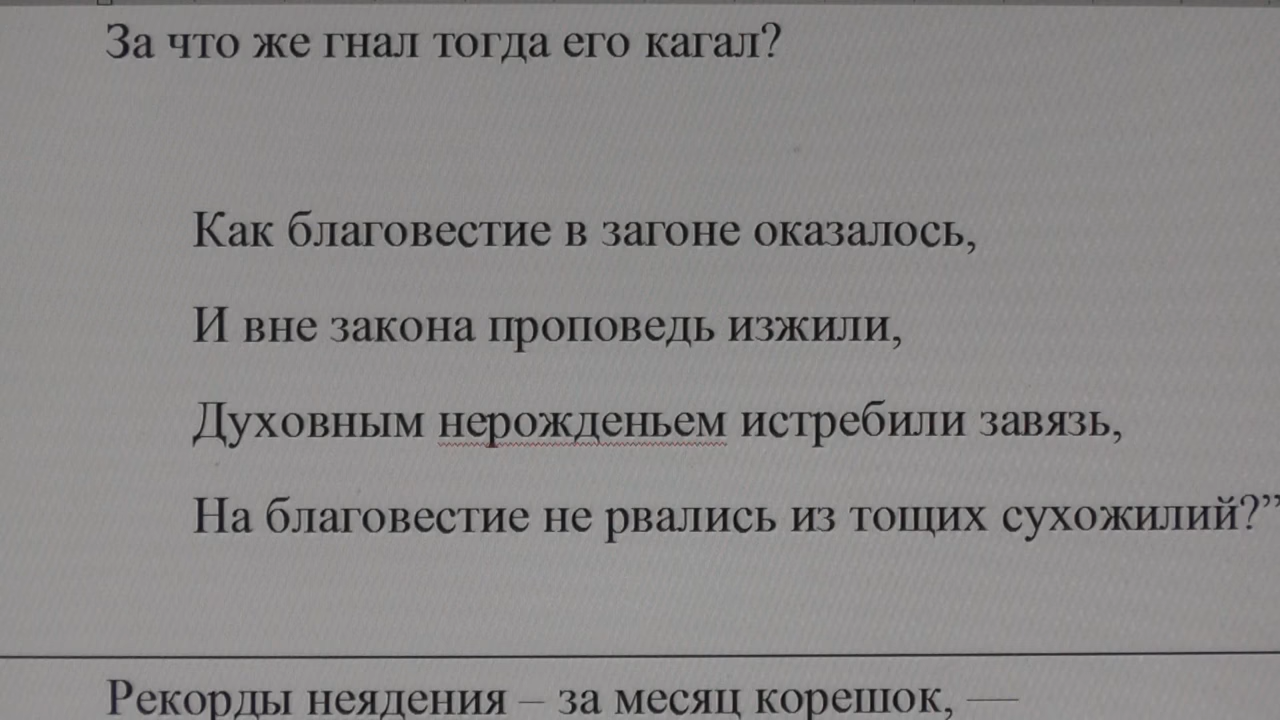 За что же гнал тогда его кагал?
Как благовестие в загоне оказалось,
И вне закона проповедь изжили,
Духовным нерожденьем истребили завязь,
На благовестие не рвались из тощих сухожилий?”
Рекорды неядения – за месяц корешок, —